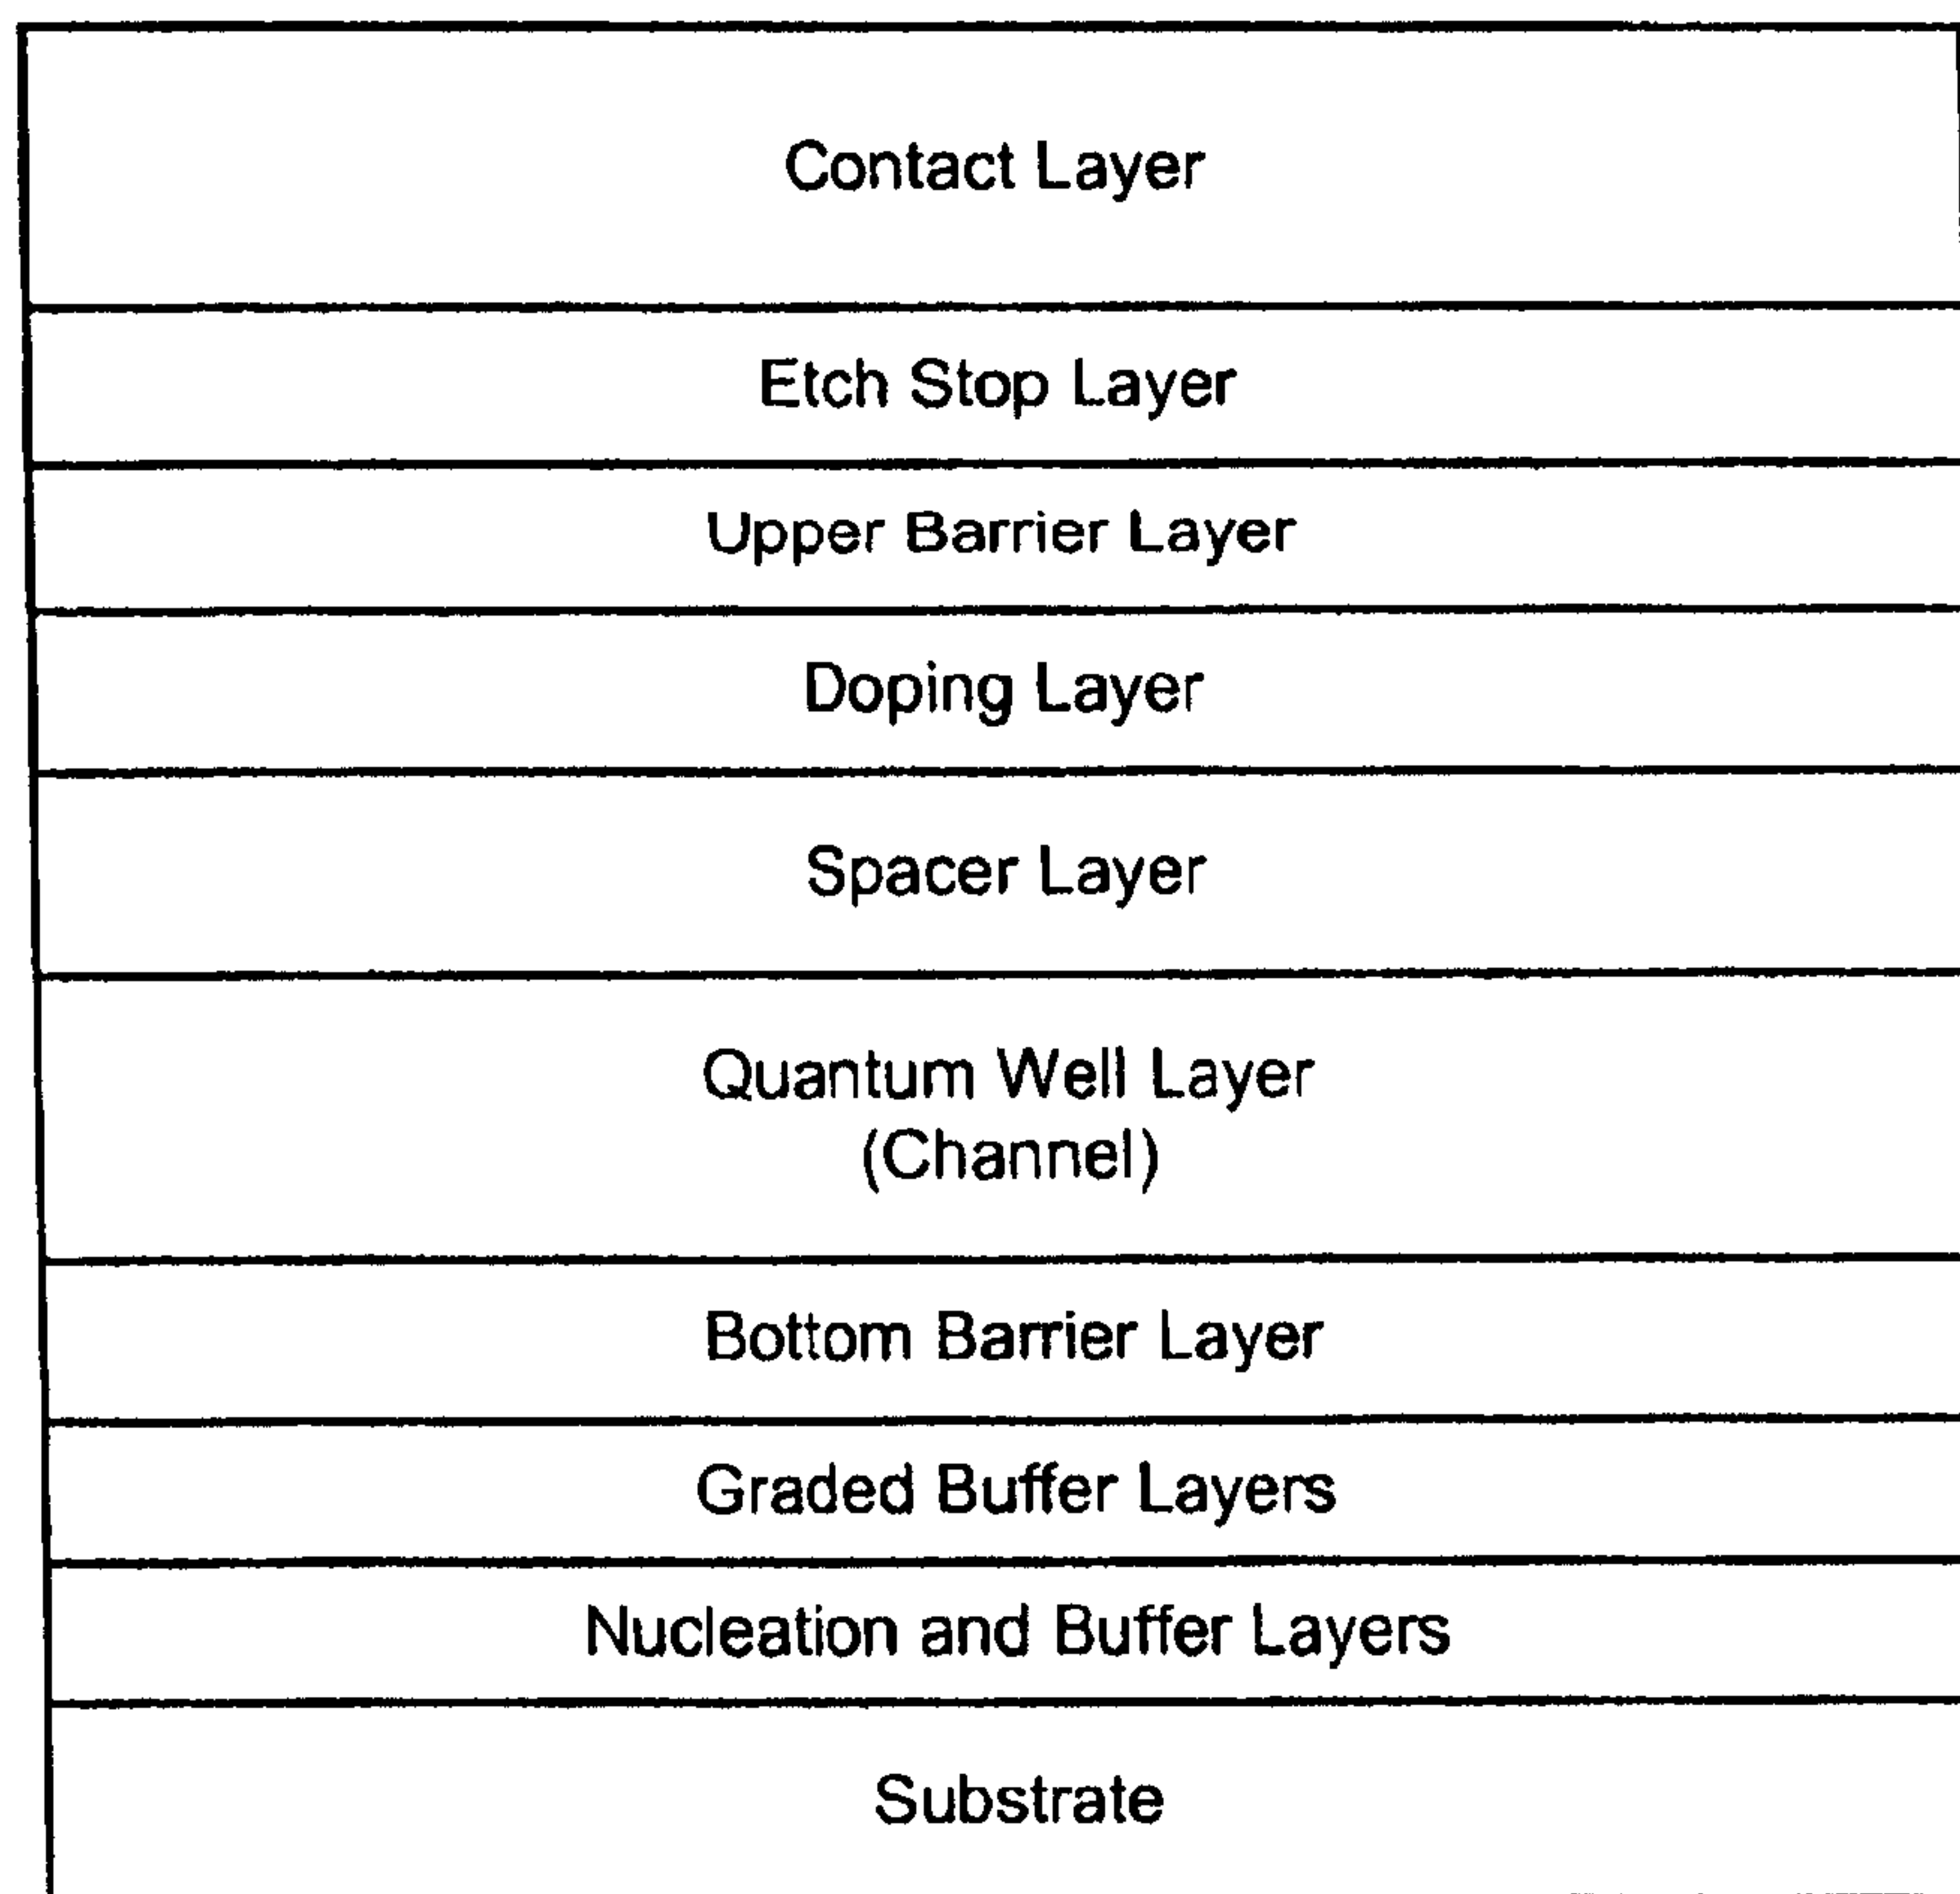 Contact Layer
Etch Stop Layer
Upper Barrier Layer
Doping Layer
Spacer Layer
Quantum Well Layer
(Channel)
Bottom Barrier Layer
Graded Buffer Layers
Nucleation and Buffer Layers
Substrate